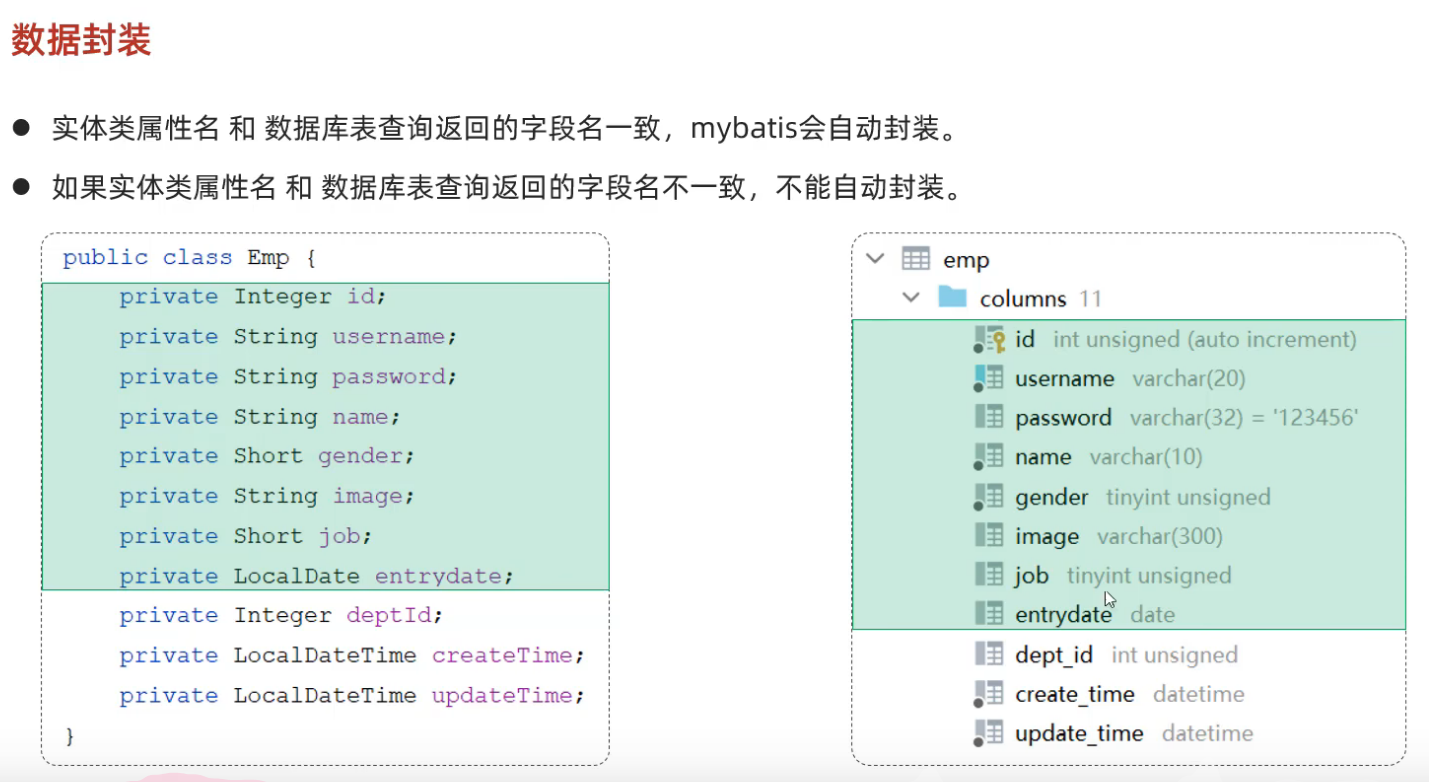 数据封装
● 实体类属性名 和 数据库表查询返回的字段名一致，mybatis会自动封装。
● 如果实体类属性名 和 数据库表查询返回的字段名不一致，不能自动封装。
public class Emp {
private Integer id;
private String username;
private String password;
private String name;
private Short gender;
private String image;
private Short job;
private LocalDate entrydate;
private Integer deptId;
private LocalDateTime createTime;
private LocalDateTime updateTime;
}
emp
columns 11
id int unsigned (auto increment)
username varchar(20)
password varchar(32) = '123456'
name varchar(10)
gender tinyint unsigned
image varchar(300)
job tinyint unsigned
entrydate date
dept_id int unsigned
create_time datetime
update_time datetime